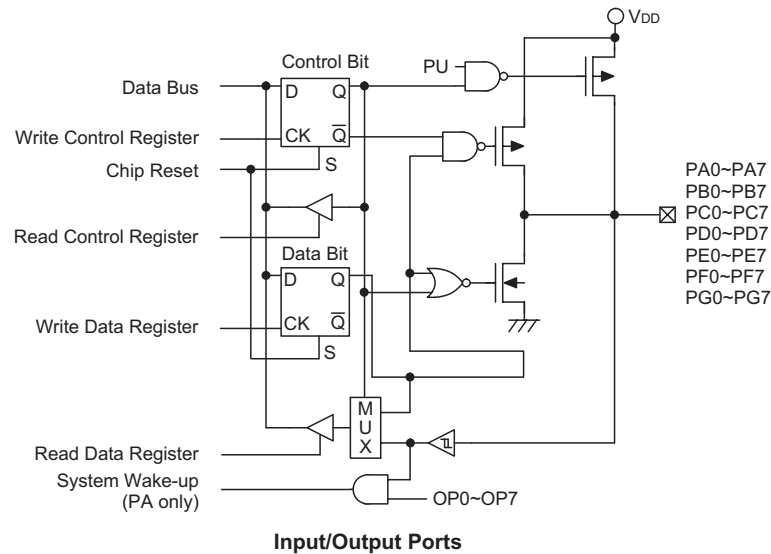 VDD
Control Bit
PU
Data Bus
D Q
Write Control Register
CK Q
Chip Reset
S
PA0~PA7
PB0~PB7
PC0~PC7
PD0~PD7
PE0~PE7
PF0~PF7
PG0~PG7
Read Control Register
Data Bit
D Q
Write Data Register
CK Q
S
M
U
X
Read Data Register
System Wake-up
(PA only)
OP0~OP7
Input/Output Ports